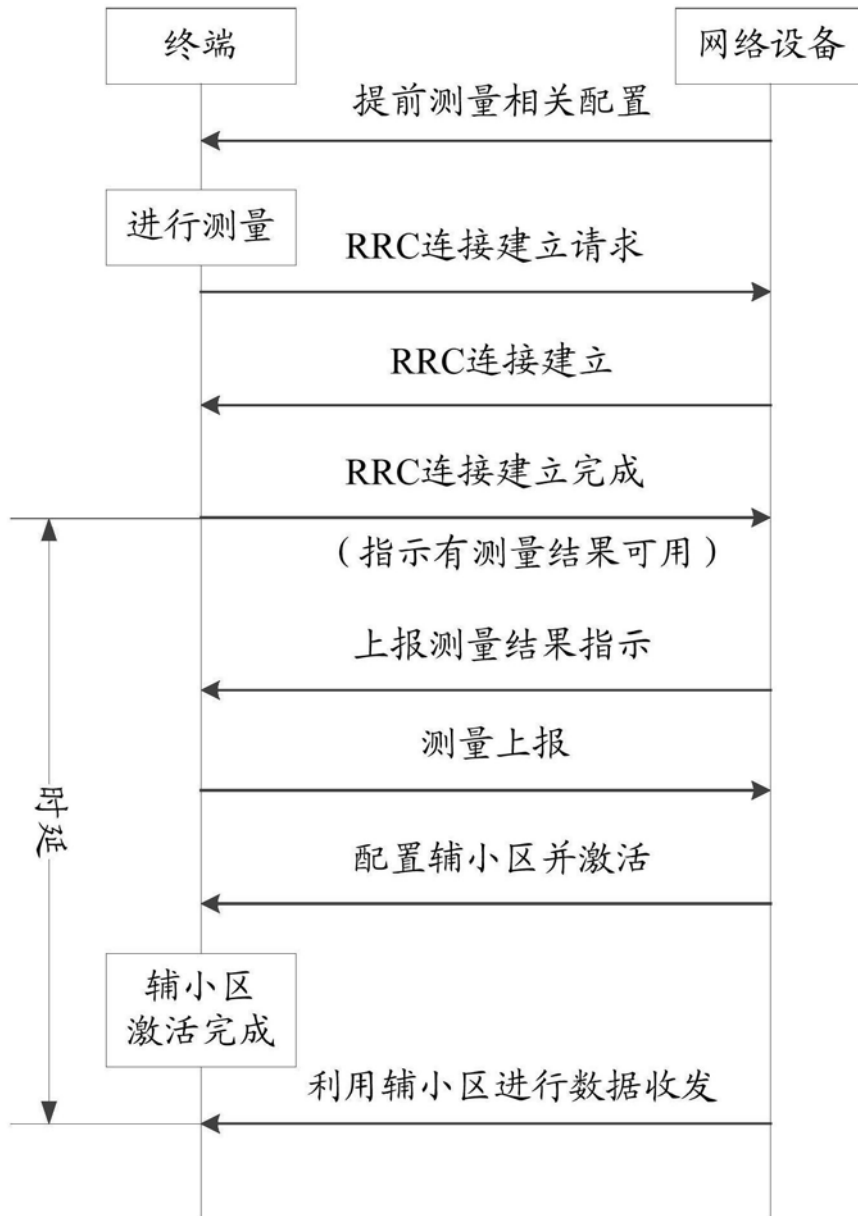 终端
网络设备
提前测量相关配置
进行测量
RRC连接建立请求
RRC连接建立
RRC连接建立完成
（指示有测量结果可用）
上报测量结果指示
测量上报
时延
配置辅小区并激活
辅小区
激活完成
利用辅小区进行数据收发